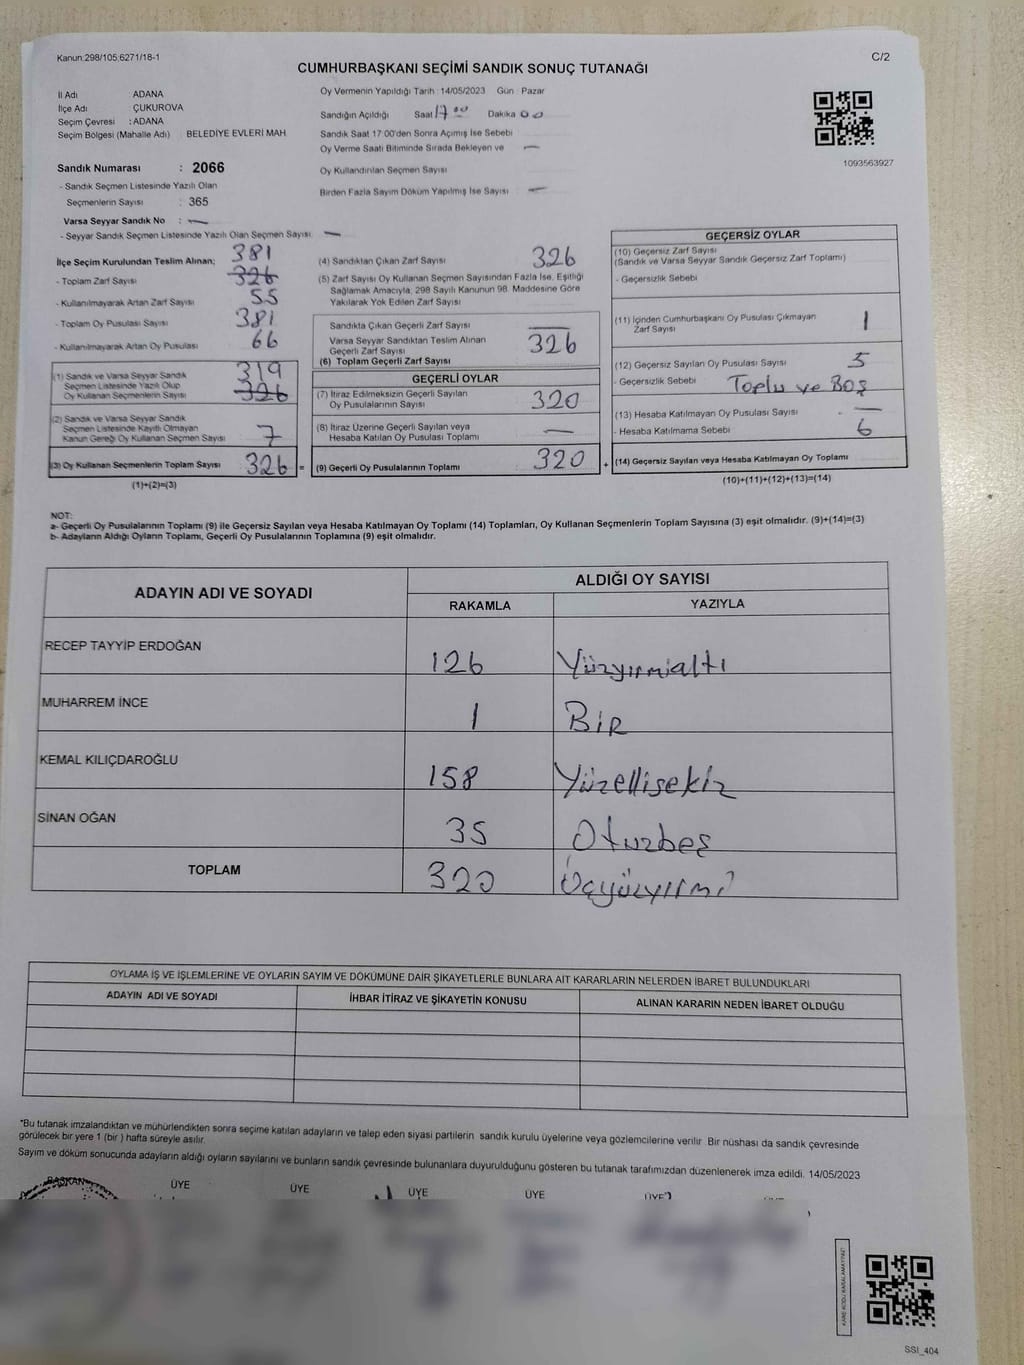 Kanun:298/105;6271/18-1
C/2
CUMHURBAŞKANI SEÇİMİ SANDIK SONUÇ TUTANAĞI
İl Adı : ADANA
İlçe Adı : ÇUKUROVA
Seçim Çevresi : ADANA
Seçim Bölgesi (Mahalle Adı) BELEDİYE EVLERİ MAH
Sandık Numarası : 2066
- Sandık Seçmen Listesinde Yazılı Olan
Seçmenlerin Sayısı : 365
Varsa Seyyar Sandık No : —
- Seyyar Sandık Seçmen Listesinde Yazılı Olan Seçmen Sayısı: —
Oy Vermenin Yapıldığı Tarih : 14/05/2023 Gün : Pazar
Sandığın Açıldığı Saat 17 00 Dakika 00
Sandık Saat 17:00'den Sonra Açımış İse Sebebi
Oy Verme Saati Bitiminde Sırada Bekleyen ve —
Oy Kullandırılan Seçmen Sayısı
Birden Fazla Sayım Döküm Yapılmış İse Sayısı : —
1093563927
İlçe Seçim Kurulundan Teslim Alınan; 381
- Toplam Zarf Sayısı 326
- Kullanılmayarak Artan Zarf Sayısı 55
- Toplam Oy Pusulası Sayısı 381
- Kullanılmayarak Artan Oy Pusulası 66
(1) Sandık ve Varsa Seyyar Sandık 319
Seçmen Listesinde Yazılı Olup
Oy Kullanan Seçmenlerin Sayısı 326
(2) Sandık ve Varsa Seyyar Sandık
Seçmen Listesinde Kayıtlı Olmayan
Kanun Gereği Oy Kullanan Seçmen Sayısı 7
(3) Oy Kullanan Seçmenlerin Toplam Sayısı 326 =
(1)+(2)=(3)
(4) Sandıktan Çıkan Zarf Sayısı 326
(5) Zarf Sayısı Oy Kullanan Seçmen Sayısından Fazla İse, Eşitliği
Sağlamak Amacıyla, 298 Sayılı Kanunun 98. Maddesine Göre
Yakılarak Yok Edilen Zarf Sayısı
Sandıkta Çıkan Geçerli Zarf Sayısı —
Varsa Seyyar Sandıktan Teslim Alınan
Geçerli Zarf Sayısı
(6) Toplam Geçerli Zarf Sayısı 326
GEÇERLİ OYLAR
(7) İtiraz Edilmeksizin Geçerli Sayılan
Oy Pusulalarının Sayısı 320
(8) İtiraz Üzerine Geçerli Sayılan veya
Hesaba Katılan Oy Pusulası Toplamı —
(9) Geçerli Oy Pusulalarının Toplamı 320 +
GEÇERSİZ OYLAR
(10) Geçersiz Zarf Sayısı
(Sandık ve Varsa Seyyar Sandık Geçersiz Zarf Toplamı)
- Geçersizlik Sebebi
(11) İçinden Cumhurbaşkanı Oy Pusulası Çıkmayan
Zarf Sayısı 1
(12) Geçersiz Sayılan Oy Pusulası Sayısı 5
- Geçersizlik Sebebi Toplu ve Boş
(13) Hesaba Katılmayan Oy Pusulası Sayısı —
- Hesaba Katılmama Sebebi 6
(14) Geçersiz Sayılan veya Hesaba Katılmayan Oy Toplamı
(10)+(11)+(12)+(13)=(14)
NOT:
a- Geçerli Oy Pusulalarının Toplamı (9) ile Geçersiz Sayılan veya Hesaba Katılmayan Oy Toplamı (14) Toplamları, Oy Kullanan Seçmenlerin Toplam Sayısına (3) eşit olmalıdır. (9)+(14)=(3)
b- Adayların Aldığı Oyların Toplamı, Geçerli Oy Pusulalarının Toplamına (9) eşit olmalıdır.
ADAYIN ADI VE SOYADI ALDIĞI OY SAYISI
RAKAMLA YAZIYLA
RECEP TAYYİP ERDOĞAN 126 Yüzyirmialtı
MUHARREM İNCE 1 BİR
KEMAL KILIÇDAROĞLU 158 Yüzellisekiz
SİNAN OĞAN 35 Otuzbeş
TOPLAM 320 Üçyüzyirmi
OYLAMA İŞ VE İŞLEMLERİNE VE OYLARIN SAYIM VE DÖKÜMÜNE DAİR ŞİKAYETLERLE BUNLARA AİT KARARLARIN NELERDEN İBARET BULUNDUKLARI
ADAYIN ADI VE SOYADI İHBAR İTİRAZ VE ŞİKAYETİN KONUSU ALINAN KARARIN NEDEN İBARET OLDUĞU
*Bu tutanak imzalandıktan ve mühürlendikten sonra seçime katılan adayların ve talep eden siyasi partilerin sandık kurulu üyelerine veya gözlemcilerine verilir Bir nüshası da sandık çevresinde
görülecek bir yere 1 (bir ) hafta süreyle asılır.
Sayım ve döküm sonucunda adayların aldığı oyların sayılarını ve bunların sandık çevresinde bulunanlara duyurulduğunu gösteren bu tutanak tarafımızdan düzenlenerek imza edildi. 14/05/2023
BAŞKAN ÜYE ÜYE ÜYE ÜYE ÜYE
SSI_404